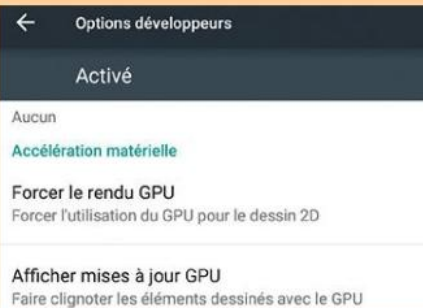 Options développeurs
Activé
Aucun
Accélération matérielle
Forcer le rendu GPU
Forcer l'utilisation du GPU pour le dessin 2D
Afficher mises à jour GPU
Faire clignoter les éléments dessinés avec le GPU